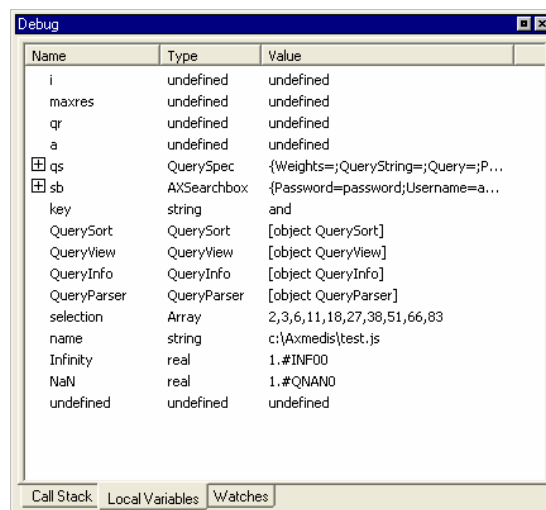 Debug
Name Type Value
i undefined undefined
maxres undefined undefined
qr undefined undefined
a undefined undefined
qs QuerySpec {Weights=;QueryString=;Query=;P...
sb AXSearchbox {Password=password;Username=a...
key string and
QuerySort QuerySort [object QuerySort]
QueryView QueryView [object QueryView]
QueryInfo QueryInfo [object QueryInfo]
QueryParser QueryParser [object QueryParser]
selection Array 2,3,6,11,18,27,38,51,66,83
name string c:\Axmedis\test.js
Infinity real 1.#INF00
NaN real 1.#QNAN0
undefined undefined undefined
Call Stack Local Variables Watches